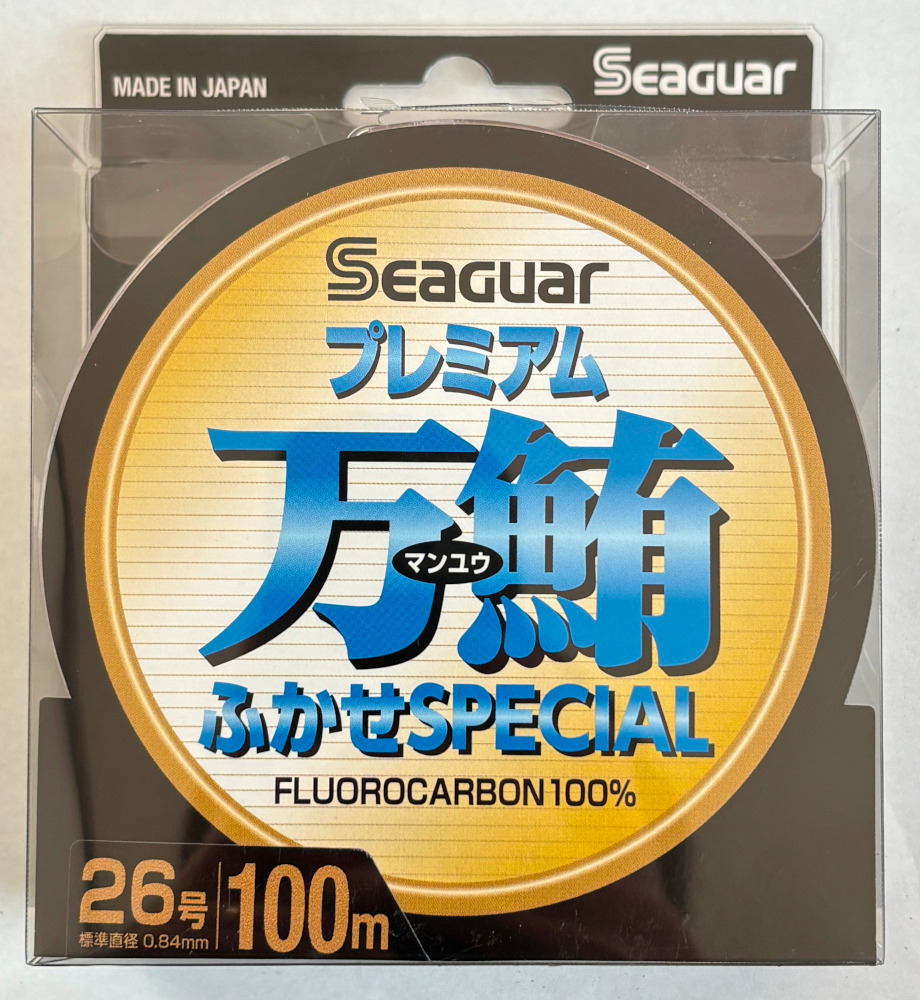 MADE IN JAPAN
SEAGUAR
SEAGUAR
プレミアム
万鮪
マンユウ
ふかせSPECIAL
FLUOROCARBON100%
26号
標準直径 0.84mm
100m